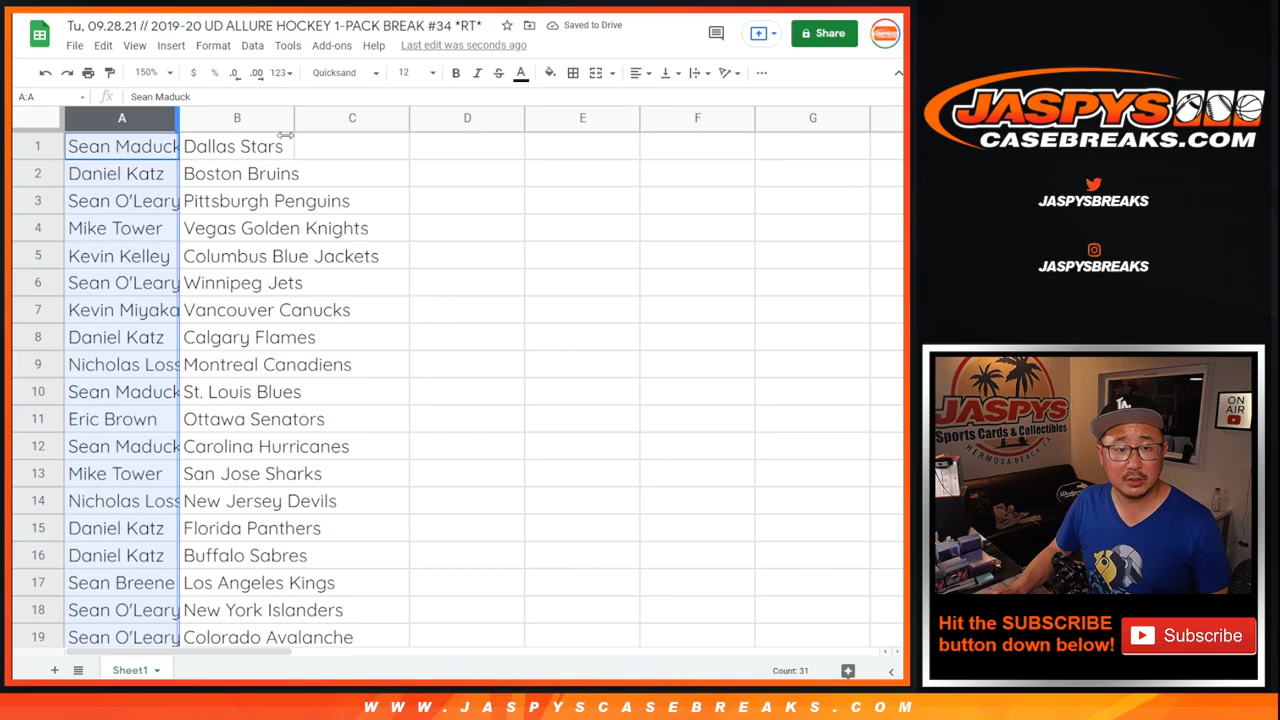 Tu, 09.28.21 // 2019-20 UD ALLURE HOCKEY 1-PACK BREAK #34 *RT*
Saved to Drive
Share
File Edit View Insert Format Data Tools Add-ons Help Last edit was seconds ago
150% $ % .0 .00 123 Quicksand 12 B I S A
A:A fx Sean Maduck
A B C D E F G
1 Sean Maduck Dallas Stars
2 Daniel Katz Boston Bruins
3 Sean O'Leary Pittsburgh Penguins
4 Mike Tower Vegas Golden Knights
5 Kevin Kelley Columbus Blue Jackets
6 Sean O'Leary Winnipeg Jets
7 Kevin Miyaka Vancouver Canucks
8 Daniel Katz Calgary Flames
9 Nicholas Loss Montreal Canadiens
10 Sean Maduck St. Louis Blues
11 Eric Brown Ottawa Senators
12 Sean Maduck Carolina Hurricanes
13 Mike Tower San Jose Sharks
14 Nicholas Loss New Jersey Devils
15 Daniel Katz Florida Panthers
16 Daniel Katz Buffalo Sabres
17 Sean Breene Los Angeles Kings
18 Sean O'Leary New York Islanders
19 Sean O'Leary Colorado Avalanche
Sheet1
Count: 31
JASPYS
CASEBREAKS.COM
JASPYSBREAKS
JASPYSBREAKS
JASPYS
Sports Cards & Collectibles
HERMOSA BEACH CA
ON
AIR
LA
Hit the SUBSCRIBE
button down below!
Subscribe
WWW.JASPYSCASEBREAKS.COM